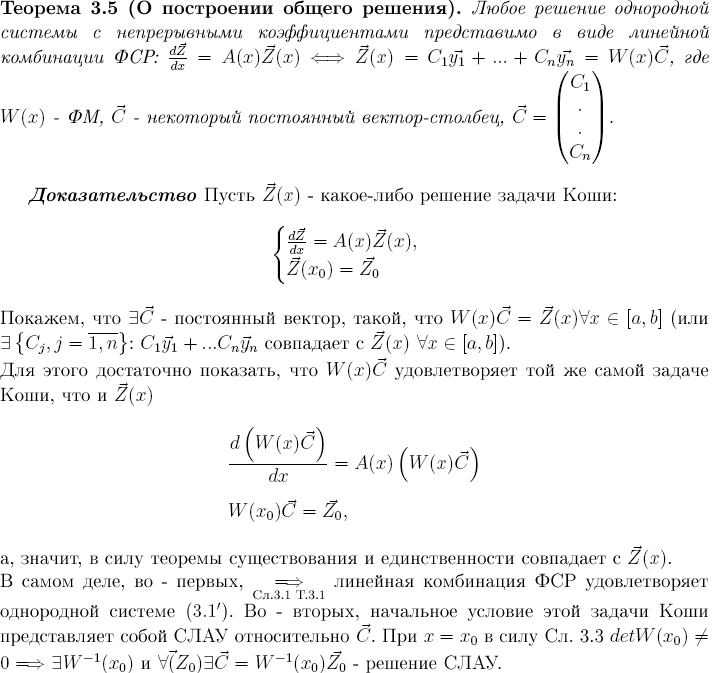 Теорема 3.5 (О построении общего решения). Любое решение однородной
системы с непрерывными коэффициентами представимо в виде линейной
комбинации ФСР: $\frac{d\vec{Z}}{dx} = A(x)\vec{Z}(x) \Longleftrightarrow \vec{Z}(x) = C_1\vec{y_1} + ... + C_n\vec{y_n} = W(x)\vec{C}$, где
$W(x)$ - ФМ, $\vec{C}$ - некоторый постоянный вектор-столбец, $\vec{C} = \begin{pmatrix} C_1 \\ . \\ . \\ C_n \end{pmatrix}$.
Доказательство Пусть $\vec{Z}(x)$ - какое-либо решение задачи Коши:
$\begin{cases} \frac{d\vec{Z}}{dx} = A(x)\vec{Z}(x), \\ \vec{Z}(x_0) = \vec{Z_0} \end{cases}$
Покажем, что $\exists \vec{C}$ - постоянный вектор, такой, что $W(x)\vec{C} = \vec{Z}(x) \forall x \in [a, b]$ (или
$\exists \left\{C_j, j = \overline{1, n}\right\}$: $C_1\vec{y}_1 + ...C_n\vec{y}_n$ совпадает с $\vec{Z}(x)$ $\forall x \in [a, b]$).
Для этого достаточно показать, что $W(x)\vec{C}$ удовлетворяет той же самой задаче
Коши, что и $\vec{Z}(x)$
$\frac{d\left(W(x)\vec{C}\right)}{dx} = A(x)\left(W(x)\vec{C}\right)$
$W(x_0)\vec{C} = \vec{Z_0},$
а, значит, в силу теоремы существования и единственности совпадает с $\vec{Z}(x)$.
В самом деле, во - первых, $\underset{\text{Сл.3.1 Т.3.1}}{\Longrightarrow}$ линейная комбинация ФСР удовлетворяет
однородной системе (3.1′). Во - вторых, начальное условие этой задачи Коши
представляет собой СЛАУ относительно $\vec{C}$. При $x = x_0$ в силу Сл. 3.3 $detW(x_0) \neq$
$0 \Longrightarrow \exists W^{-1}(x_0)$ и $\forall \vec(Z_0) \exists \vec{C} = W^{-1}(x_0)\vec{Z_0}$ - решение СЛАУ.